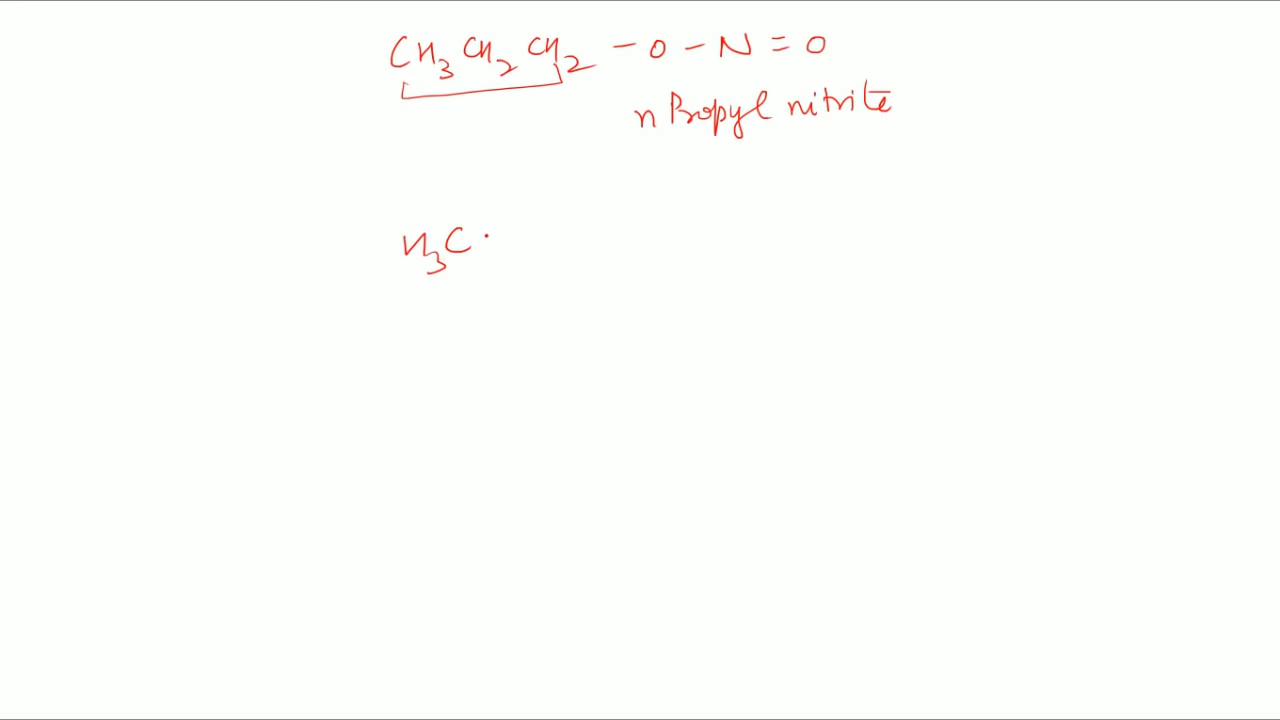 CH₃CH₂CH₂-O-N=O
n Propyl nitrite
H₃C·